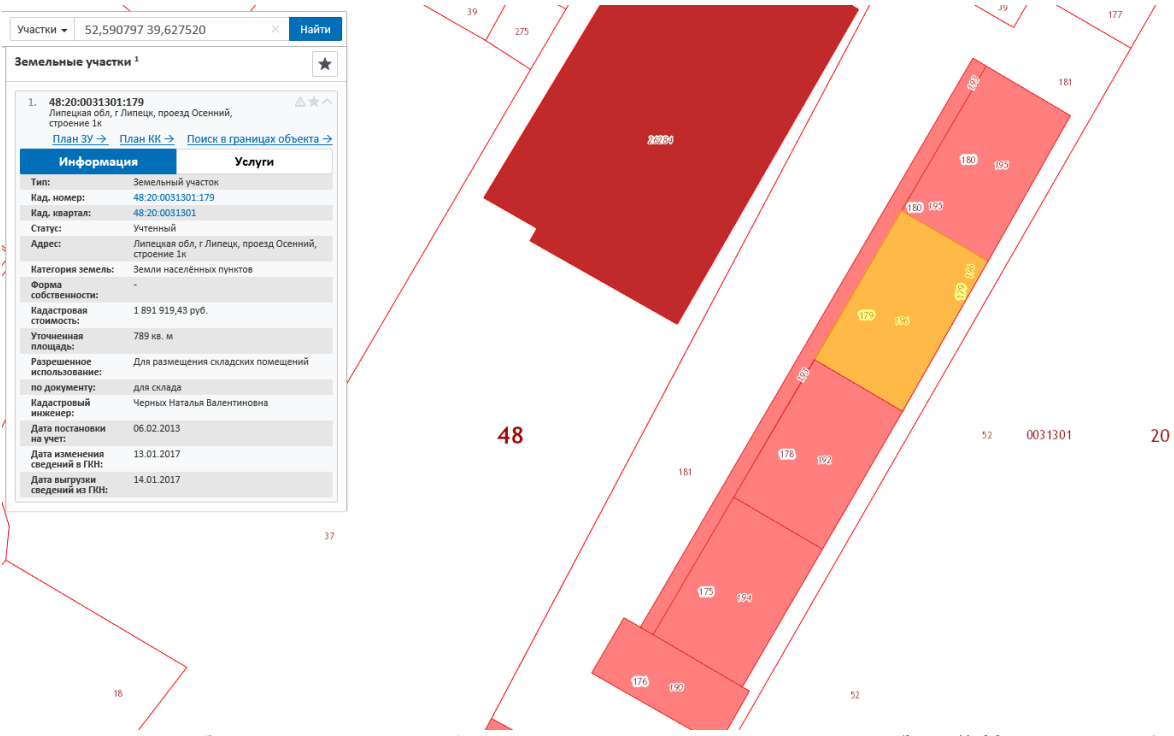 Участки 52,590797 39,627520 × Найти
Земельные участки 1
1. 48:20:0031301:179
Липецкая обл, г Липецк, проезд Осенний,
строение 1к
План ЗУ → План КК → Поиск в границах объекта →
Информация Услуги
Тип: Земельный участок
Кад. номер: 48:20:0031301:179
Кад. квартал: 48:20:0031301
Статус: Учтенный
Адрес: Липецкая обл, г Липецк, проезд Осенний,
строение 1к
Категория земель: Земли населённых пунктов
Форма -
собственности:
Кадастровая 1 891 919,43 руб.
стоимость:
Уточненная 789 кв. м
площадь:
Разрешенное Для размещения складских помещений
использование:
по документу: для склада
Кадастровый Черных Наталья Валентиновна
инженер:
Дата постановки 06.02.2013
на учет:
Дата изменения 13.01.2017
сведений в ГКН:
Дата выгрузки 14.01.2017
сведений из ГКН:
39
275
39
177
181
193
26284
180 195
180 195
196
179
179 196
193
178 192
48
52 0031301 20
181
37
175 194
176 190
18
52